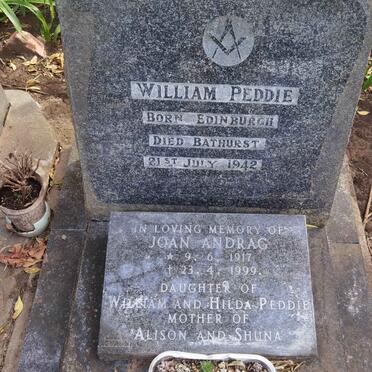 WILLIAM PEDDIE
BORN EDINBURGH
DIED BATHURST
21ST JULY 1942
IN LOVING MEMORY OF
JOAN ANDRAG
* 9. 6. 1917
† 23. 4. 1999.
DAUGHTER OF
WILLIAM AND HILDA PEDDIE
MOTHER OF
ALISON AND SHUNA